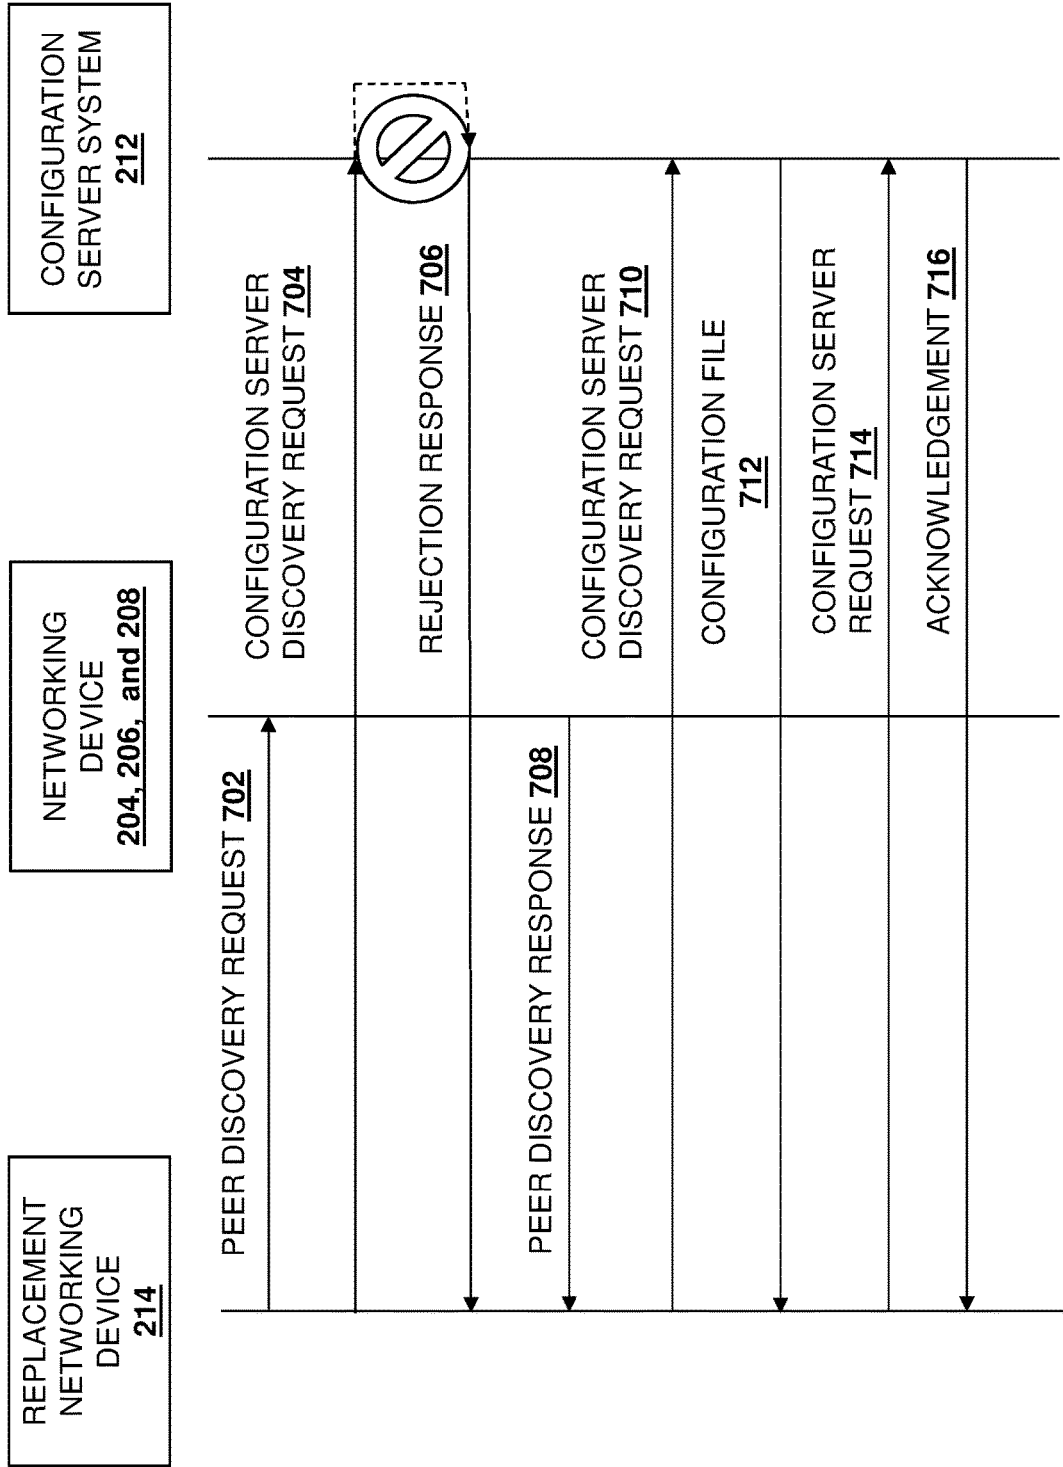 REPLACEMENT
NETWORKING
DEVICE
214
NETWORKING
DEVICE
204, 206, and 208
CONFIGURATION
SERVER SYSTEM
212
PEER DISCOVERY REQUEST 702
CONFIGURATION SERVER
DISCOVERY REQUEST 704
REJECTION RESPONSE 706
PEER DISCOVERY RESPONSE 708
CONFIGURATION SERVER
DISCOVERY REQUEST 710
CONFIGURATION FILE
712
CONFIGURATION SERVER
REQUEST 714
ACKNOWLEDGEMENT 716